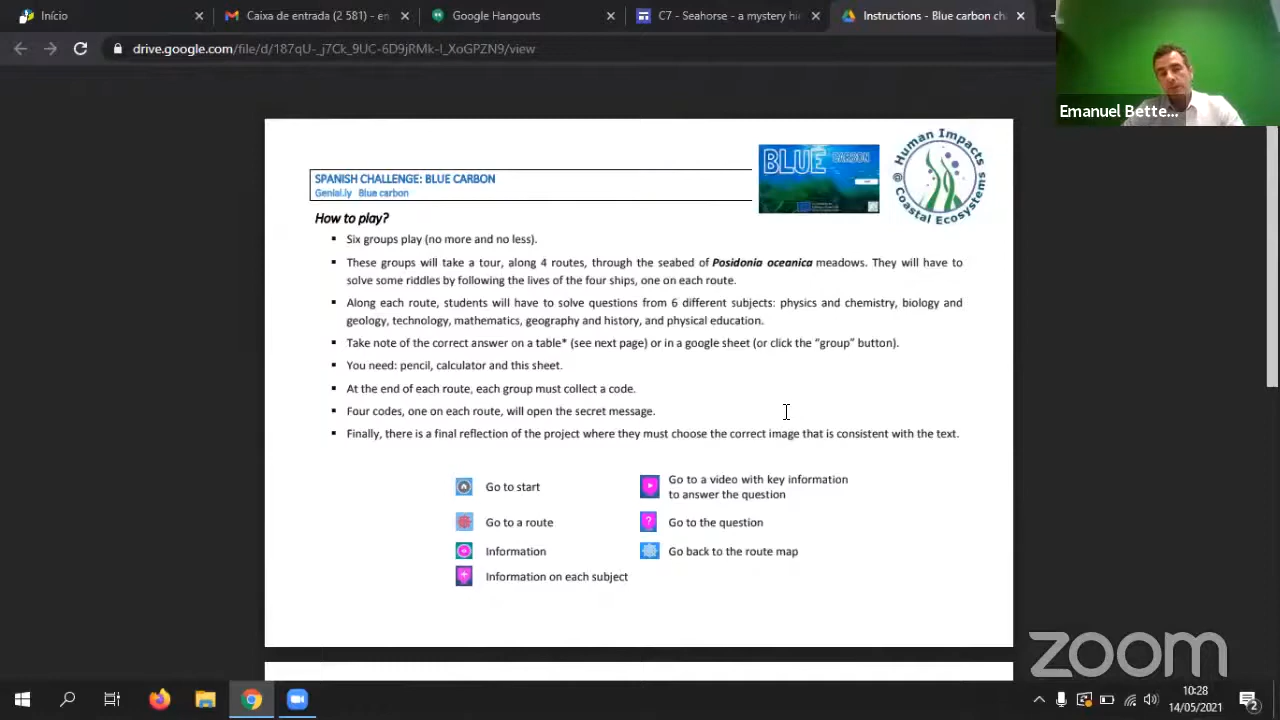 Início
Caixa de entrada (2 581) - en
Google Hangouts
C7 - Seahorse - a mystery hi
Instructions - Blue carbon ch
drive.google.com/file/d/187qU-_j7Ck_9UC-6D9jRMk-I_XoGPZN9/view
Emanuel Bette...
BLUE CARBON
@ Human Impacts Coastal Ecosystems
SPANISH CHALLENGE: BLUE CARBON
Genial.ly Blue carbon
How to play?
▪ Six groups play (no more and no less).
▪ These groups will take a tour, along 4 routes, through the seabed of Posidonia oceanica meadows. They will have to
solve some riddles by following the lives of the four ships, one on each route.
▪ Along each route, students will have to solve questions from 6 different subjects: physics and chemistry, biology and
geology, technology, mathematics, geography and history, and physical education.
▪ Take note of the correct answer on a table* (see next page) or in a google sheet (or click the “group” button).
▪ You need: pencil, calculator and this sheet.
▪ At the end of each route, each group must collect a code.
▪ Four codes, one on each route, will open the secret message.
▪ Finally, there is a final reflection of the project where they must choose the correct image that is consistent with the text.
Go to start
Go to a video with key information
to answer the question
Go to a route
? Go to the question
Information
Go back to the route map
Information on each subject
zoom
10:28
14/05/2021
2